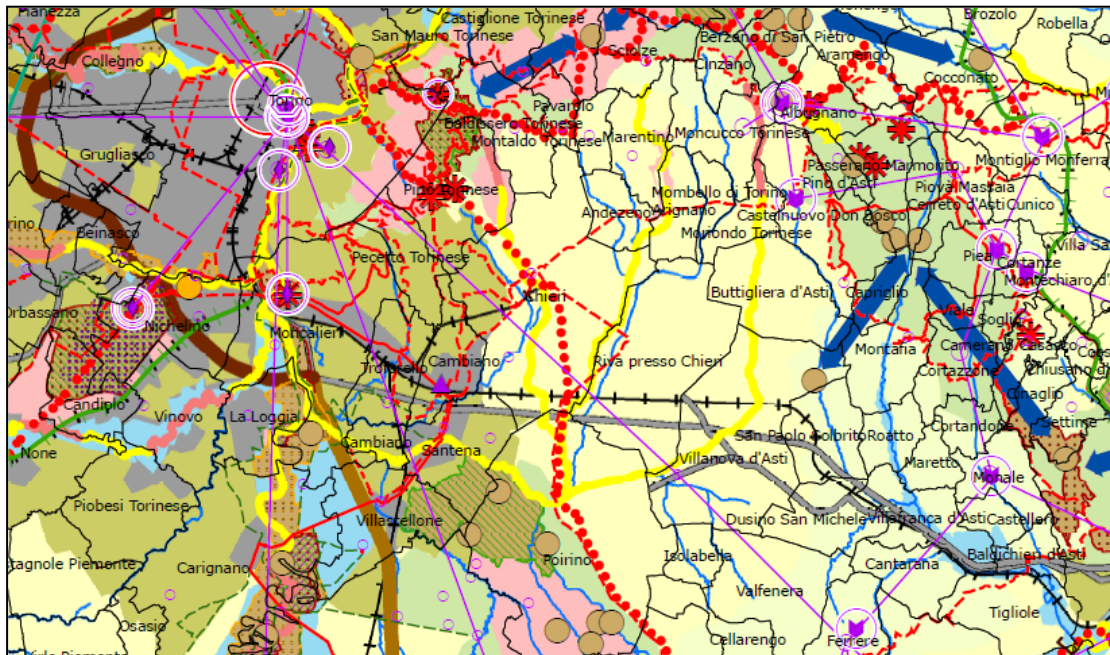 Pianezza
Castiglione Torinese
Brozolo
Robella
San Mauro Torinese
Berzano di San Pietro
Sciolze
Aramengo
Collegno
Cinzano
Cocconato
Torino
Pavarolo
Albugnano
Baldissero Torinese
Marentino
Moncucco Torinese
Montaldo Torinese
Grugliasco
Passerano Marmorito
Montiglio Monferra
Pino Torinese
Pino d'Asti
Mombello di Torino
Piovà Massaia
Andezeno
Arignano
Castelnuovo Don Bosco
Cerreto d'Asti
Cunico
Beinasco
Moriondo Torinese
Villa Sa
Pecetto Torinese
Piea
Cortanze
Capriglio
Montechiaro d'
Buttigliera d'Asti
Chieri
Orbassano
Viale
Soglio
Nichelino
Moncalieri
Camerano Casasco
Montafia
Cambiano
Riva presso Chieri
Trofarello
Cortazzone
Chiusano d'
Cinaglio
Candiolo
Vinovo
La Loggia
Settime
Cortandone
Cambiano
San Paolo Solbrito
Roatto
None
Santena
Villanova d'Asti
Maretto
Monale
Piobesi Torinese
Villastellone
Dusino San Michele
Villafranca d'Asti
Castellero
Baldichieri d'Asti
tagnole Piemonte
Carignano
Poirino
Isolabella
Cantarana
Valfenera
Tigliole
Osasio
Cellarengo
Ferrere